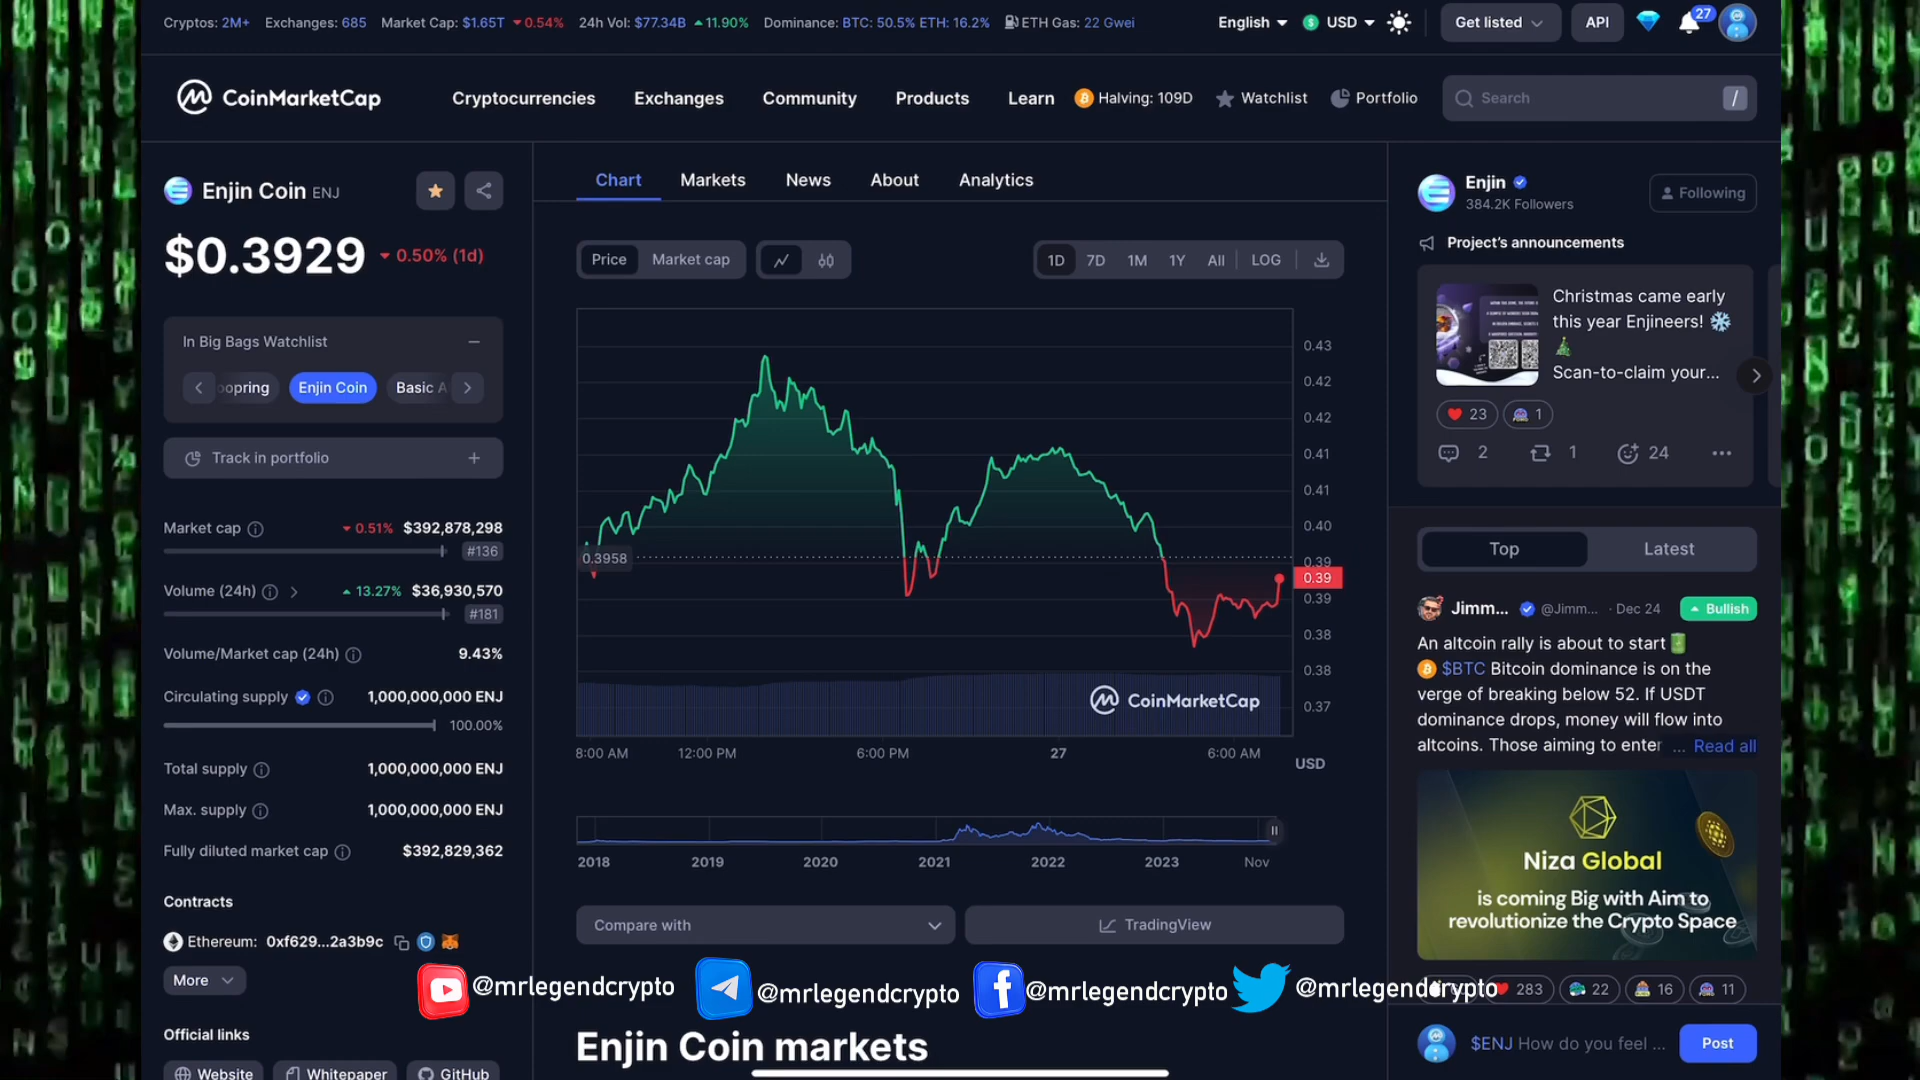 Cryptos: 2M+ Exchanges: 685 Market Cap: $1.65T 0.54% 24h Vol: $77.34B 11.90% Dominance: BTC: 50.5% ETH: 16.2% ETH Gas: 22 Gwei English USD Get listed API 27
CoinMarketCap Cryptocurrencies Exchanges Community Products Learn Halving: 109D Watchlist Portfolio Search /
Enjin Coin ENJ
$0.3929 0.50% (1d)
In Big Bags Watchlist
opring Enjin Coin Basic A
Track in portfolio
Market cap 0.51% $392,878,298
#136
Volume (24h) 13.27% $36,930,570
#181
Volume/Market cap (24h) 9.43%
Circulating supply 1,000,000,000 ENJ
100.00%
Total supply 1,000,000,000 ENJ
Max. supply 1,000,000,000 ENJ
Fully diluted market cap $392,829,362
Contracts
Ethereum: 0xf629...2a3b9c
More
Official links
Website Whitepaper GitHub
Chart Markets News About Analytics
Price Market cap 1D 7D 1M 1Y All LOG
0.43
0.42
0.42
0.41
0.41
0.40
0.39
0.3958
0.39
0.39
0.38
0.38
0.37
CoinMarketCap
8:00 AM 12:00 PM 6:00 PM 27 6:00 AM
USD
2018 2019 2020 2021 2022 2023 Nov
Compare with TradingView
@mrlegendcrypto @mrlegendcrypto @mrlegendcrypto @mrlegendcrypto
Enjin Coin markets
Enjin
384.2K Followers
Following
Project's announcements
Christmas came early
this year Enjineers!
Scan-to-claim your...
23 1
2 1 24
Top Latest
Jimm... @Jimm... · Dec 24 Bullish
An altcoin rally is about to start
$BTC Bitcoin dominance is on the
verge of breaking below 52. If USDT
dominance drops, money will flow into
altcoins. Those aiming to enter ... Read all
Niza Global
is coming Big with Aim to
revolutionize the Crypto Space
283 22 16 11
$ENJ How do you feel ... Post